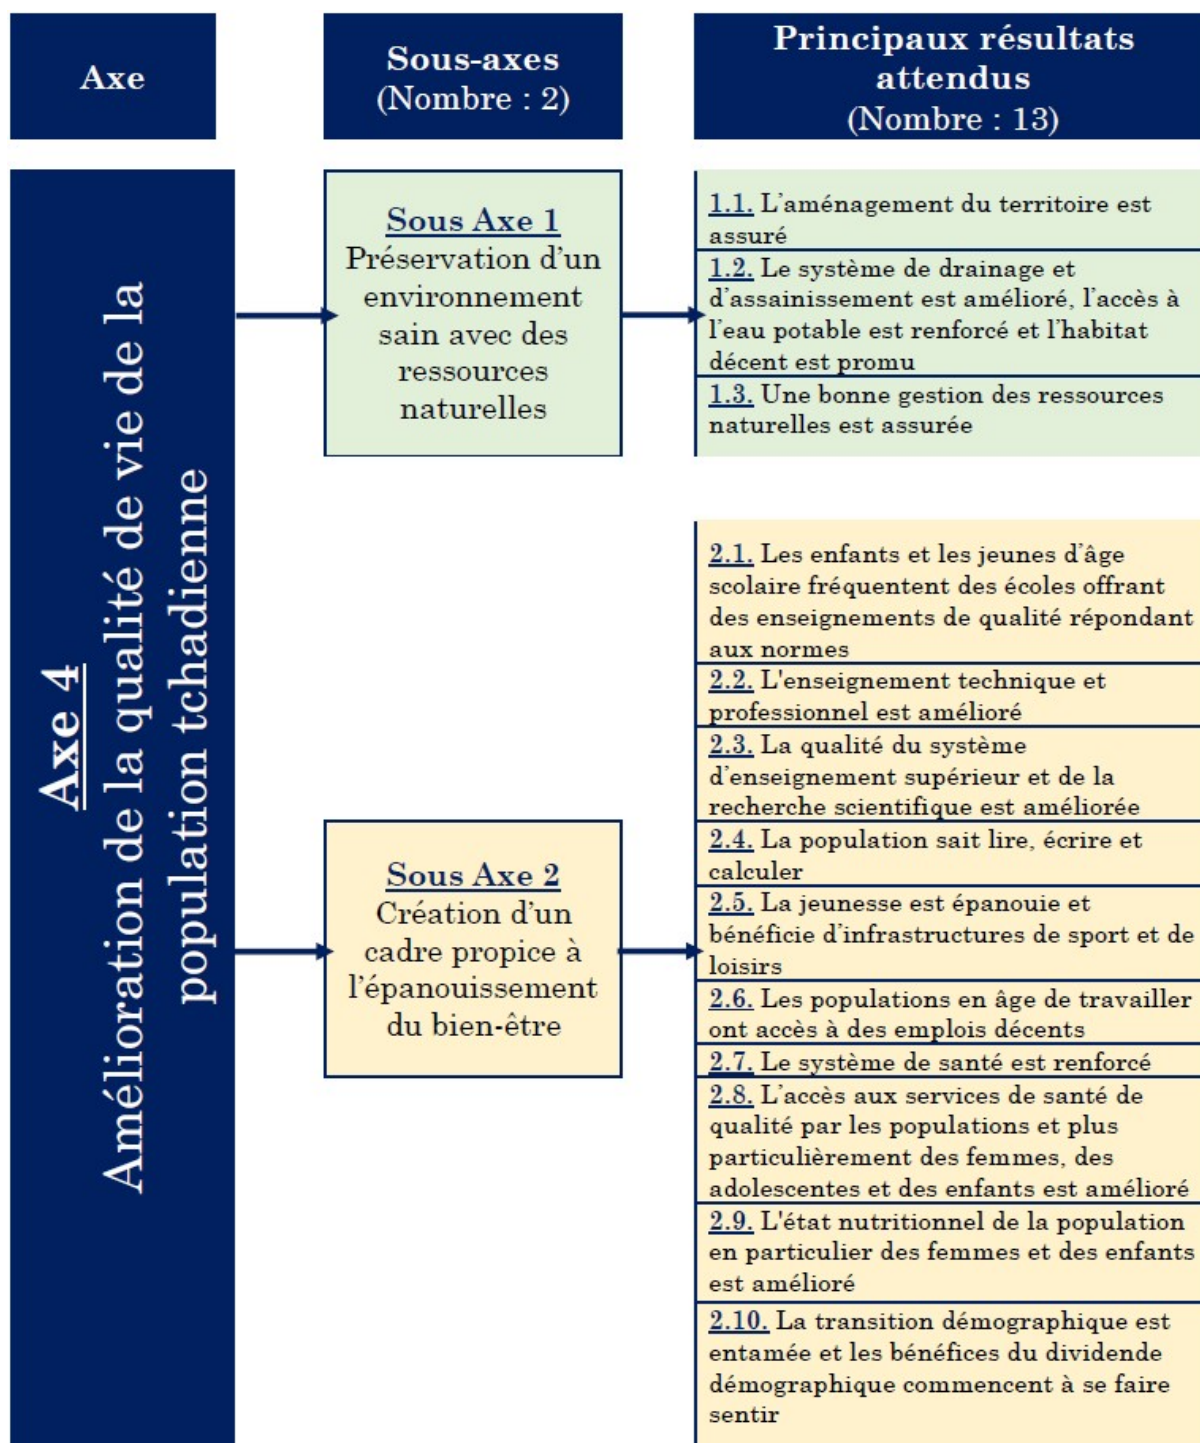 Axe
Sous-axes
(Nombre : 2)
Principaux résultats
attendus
(Nombre : 13)
Axe 4
Amélioration de la qualité de vie de la
population tchadienne
Sous Axe 1
Préservation d’un
environnement
sain avec des
ressources
naturelles
1.1. L’aménagement du territoire est
assuré
1.2. Le système de drainage et
d’assainissement est amélioré, l’accès à
l’eau potable est renforcé et l’habitat
décent est promu
1.3. Une bonne gestion des ressources
naturelles est assurée
Sous Axe 2
Création d’un
cadre propice à
l’épanouissement
du bien-être
2.1. Les enfants et les jeunes d’âge
scolaire fréquentent des écoles offrant
des enseignements de qualité répondant
aux normes
2.2. L'enseignement technique et
professionnel est amélioré
2.3. La qualité du système
d’enseignement supérieur et de la
recherche scientifique est améliorée
2.4. La population sait lire, écrire et
calculer
2.5. La jeunesse est épanouie et
bénéficie d’infrastructures de sport et de
loisirs
2.6. Les populations en âge de travailler
ont accès à des emplois décents
2.7. Le système de santé est renforcé
2.8. L’accès aux services de santé de
qualité par les populations et plus
particulièrement des femmes, des
adolescentes et des enfants est amélioré
2.9. L'état nutritionnel de la population
en particulier des femmes et des enfants
est amélioré
2.10. La transition démographique est
entamée et les bénéfices du dividende
démographique commencent à se faire
sentir